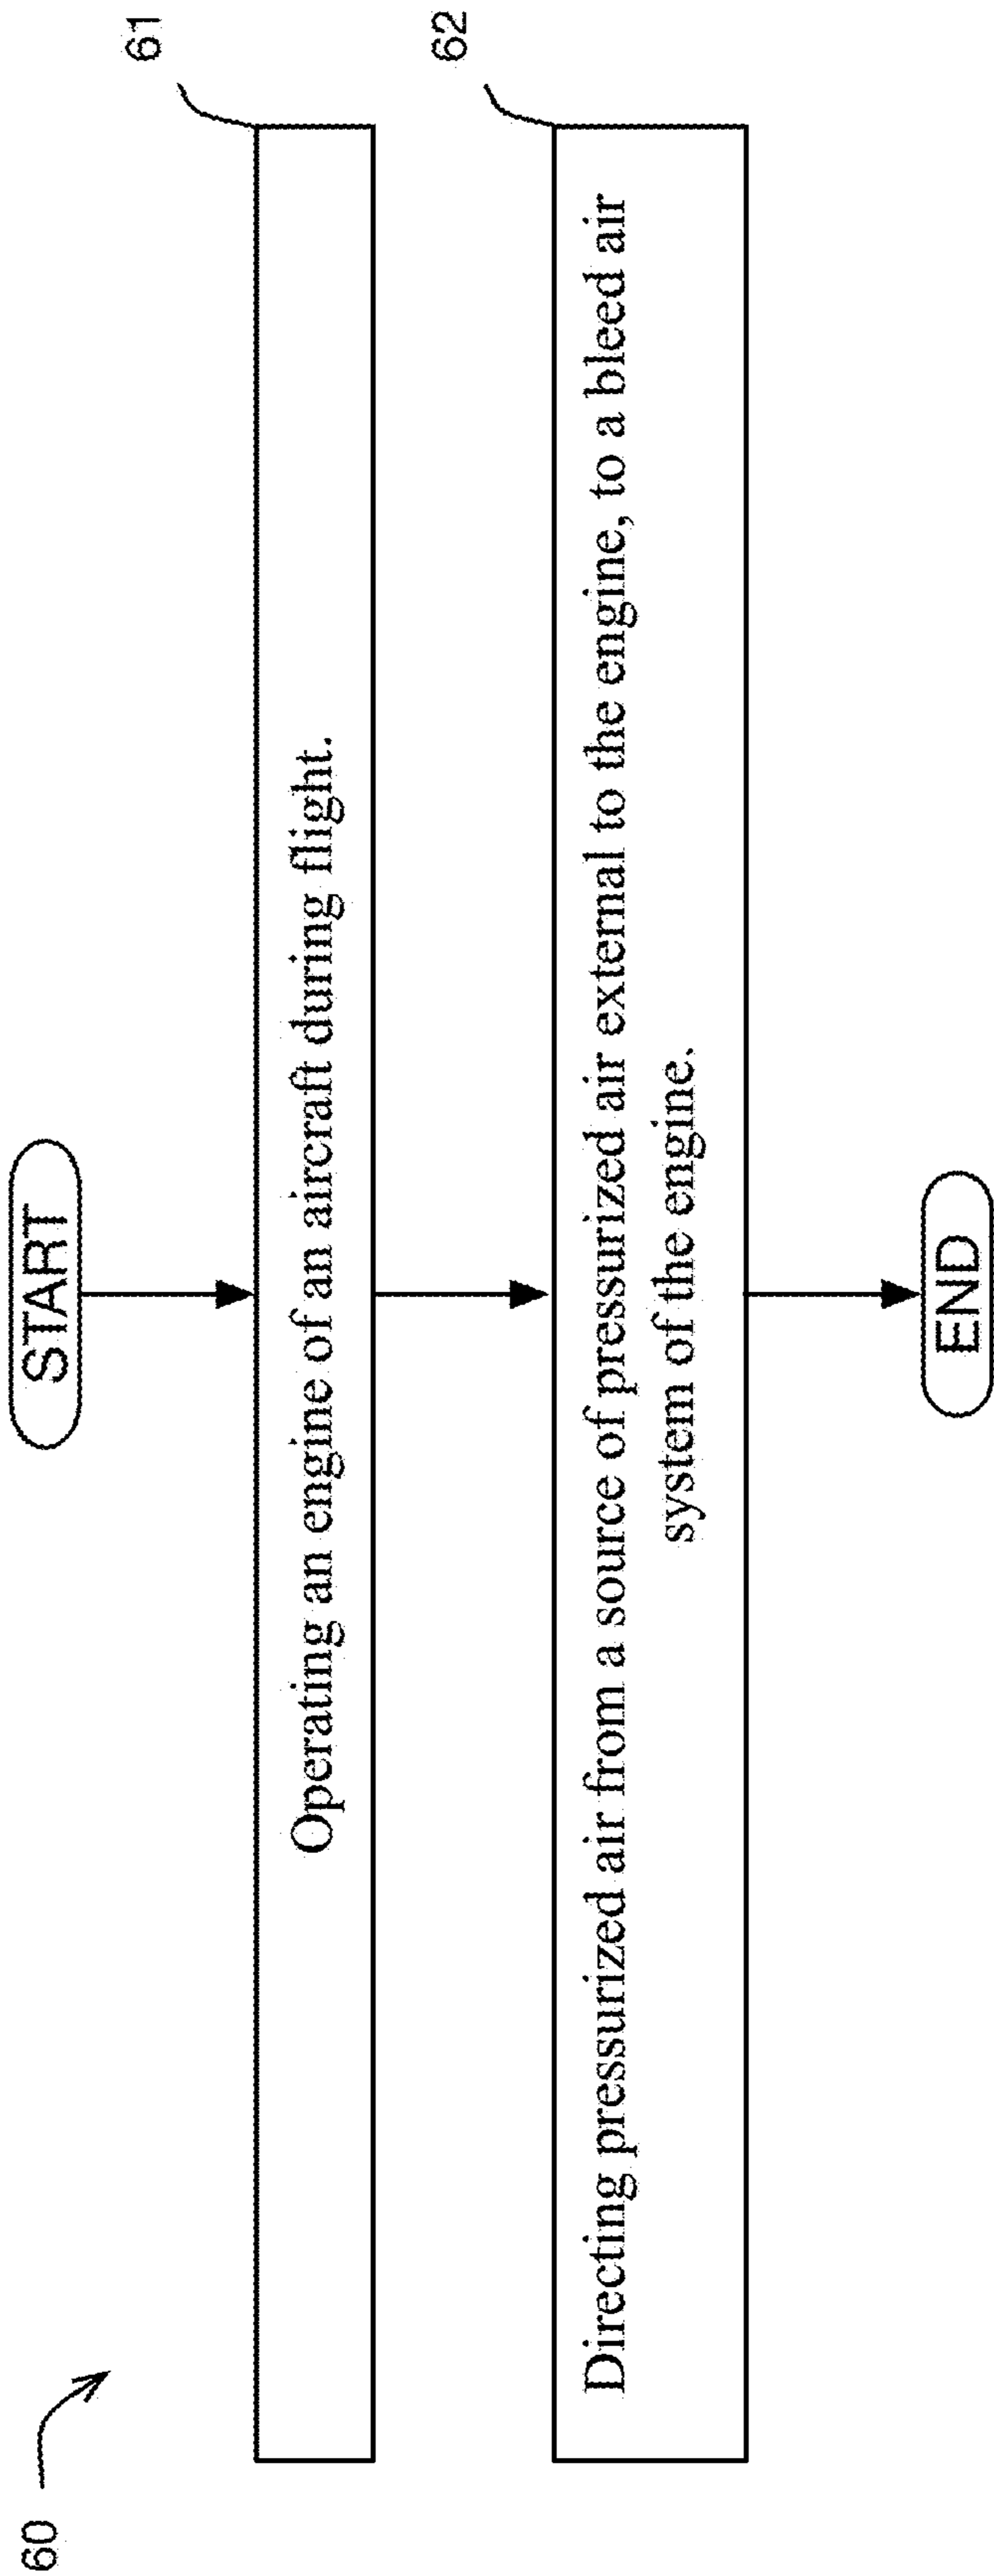 60
START
61
Operating an engine of an aircraft during flight.
62
Directing pressurized air from a source of pressurized air external to the engine, to a bleed air
system of the engine.
END